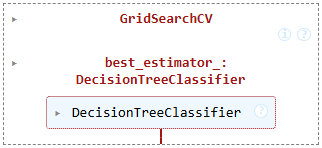 ▸ GridSearchCV
i ?
▸ best_estimator_:
DecisionTreeClassifier
▸ DecisionTreeClassifier ?